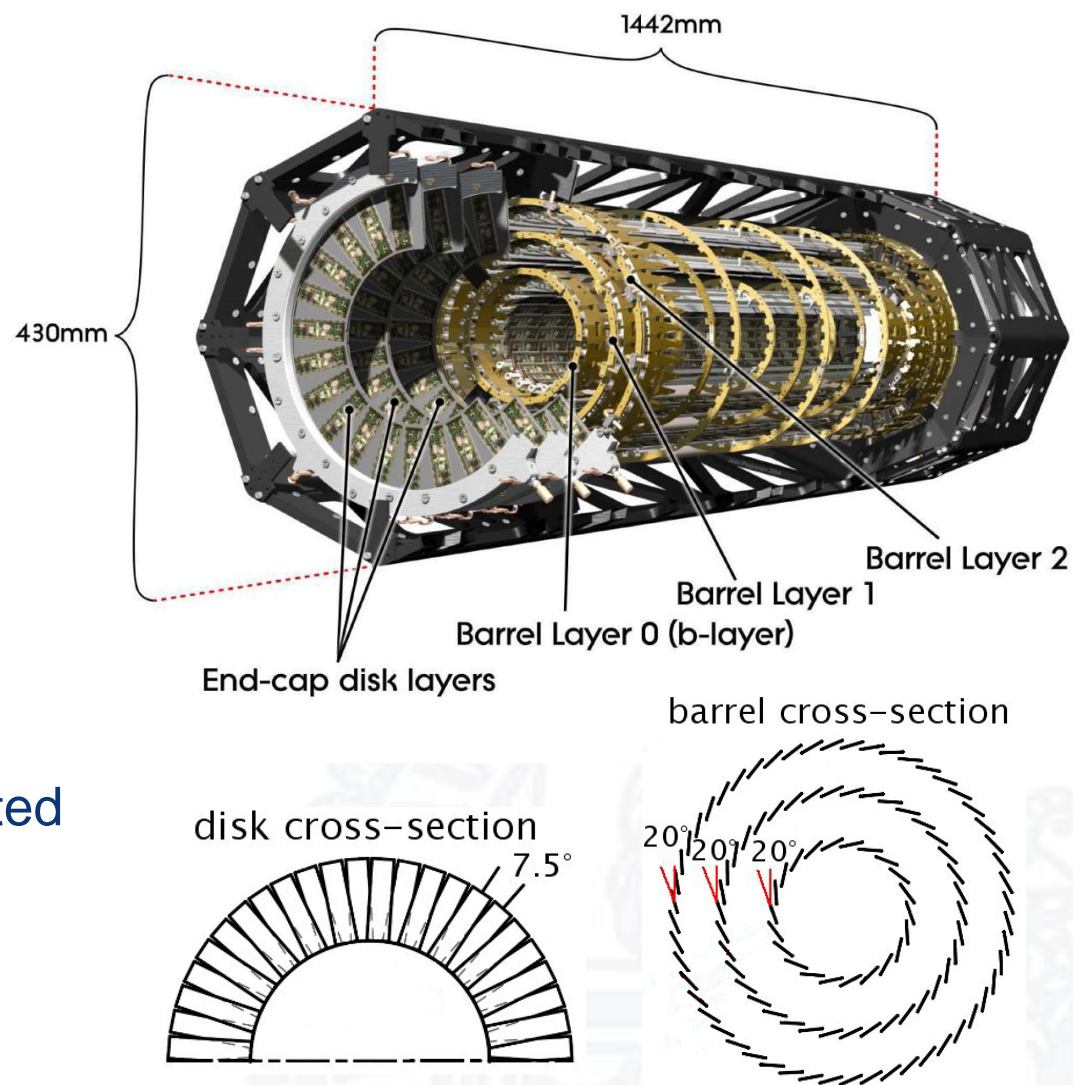 1442mm
430mm
Barrel Layer 2
Barrel Layer 1
Barrel Layer 0 (b-layer)
End-cap disk layers
barrel cross-section
disk cross-section
7.5°
20° 20° 20°